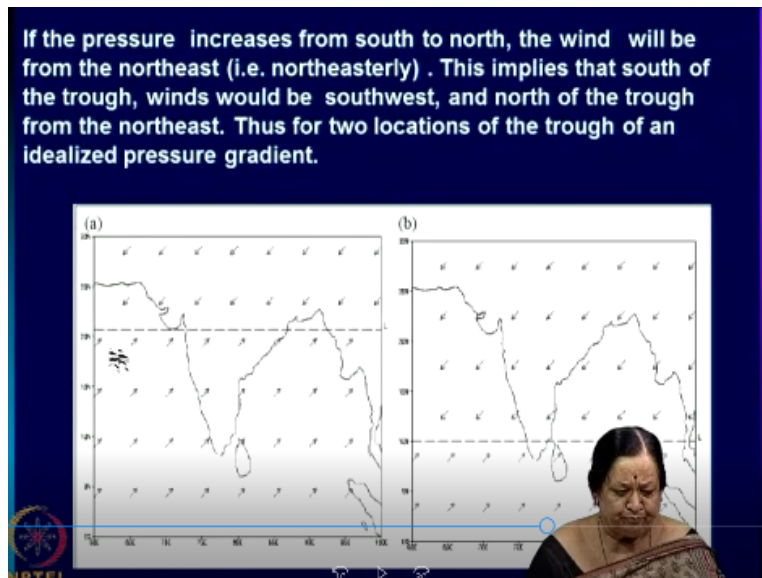 If the pressure increases from south to north, the wind will be
from the northeast (i.e. northeasterly) . This implies that south of
the trough, winds would be southwest, and north of the trough
from the northeast. Thus for two locations of the trough of an
idealized pressure gradient.
(a)
(b)
NPTEL